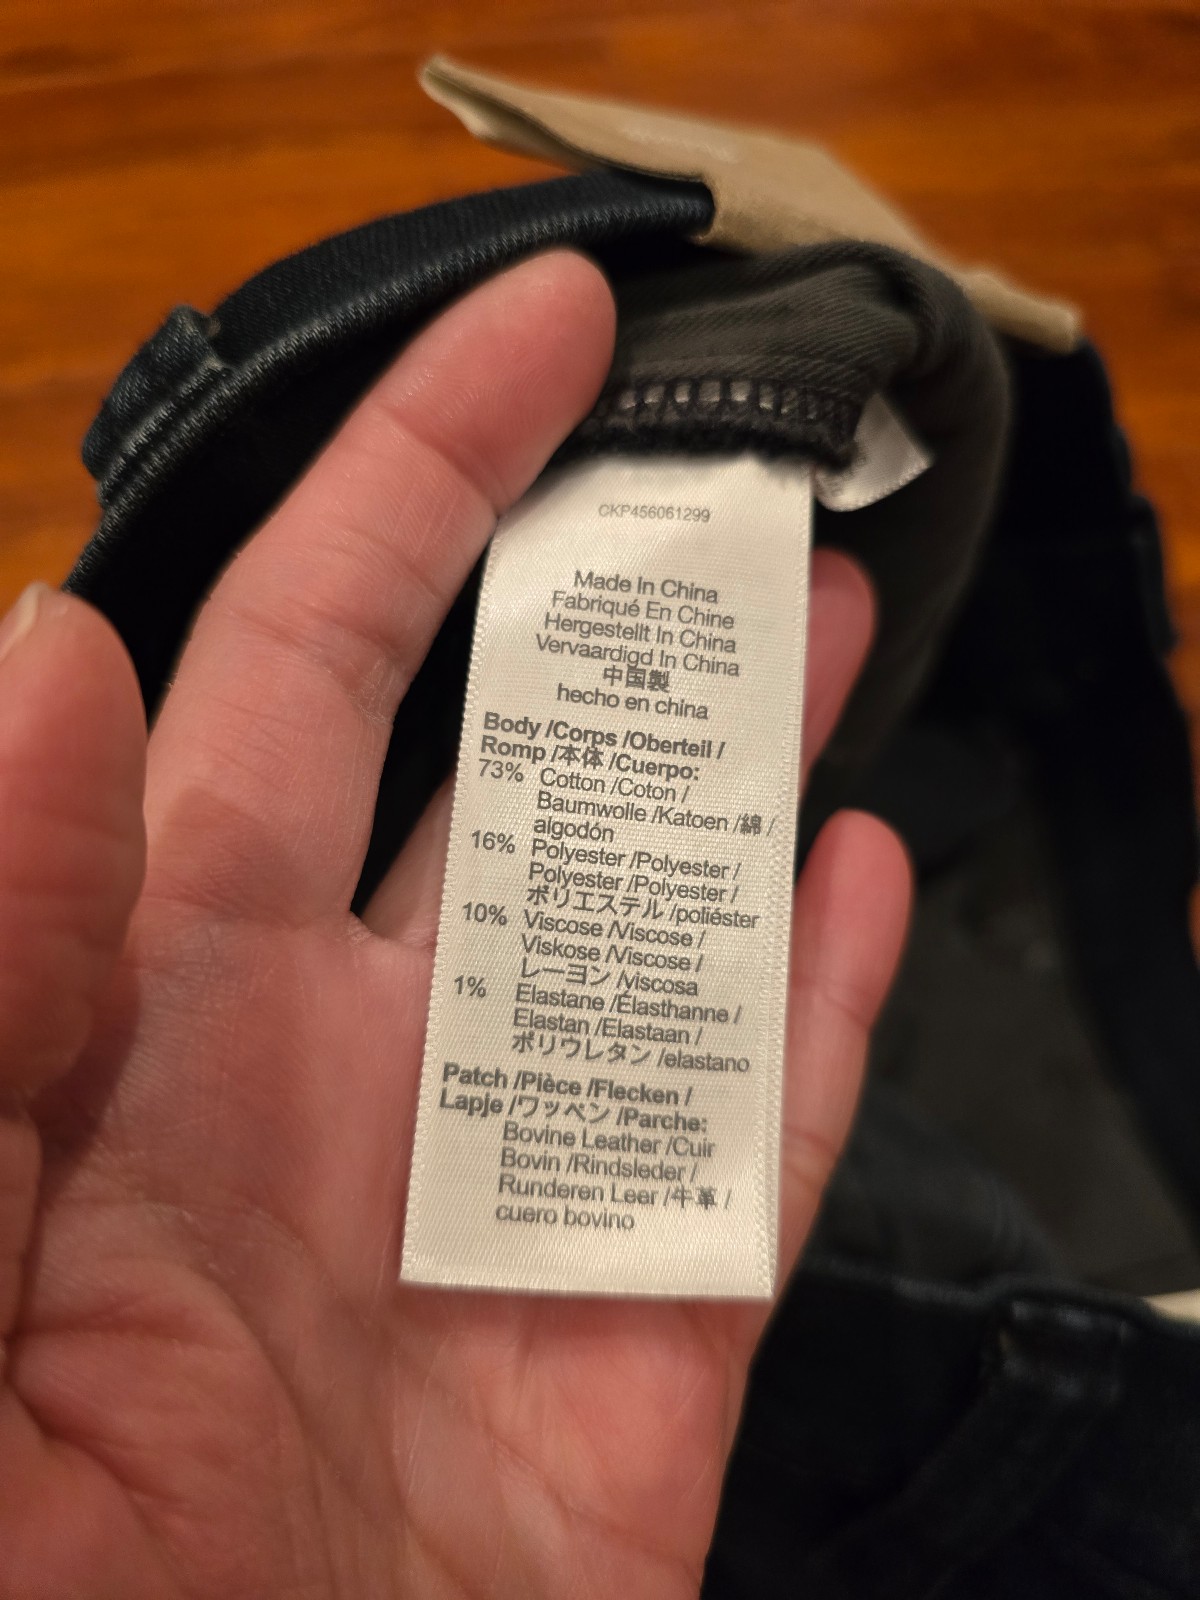 CKP456061299
Made In China
Fabriqué En Chine
Hergestellt In China
Vervaardigd In China
中国製
hecho en china
Body /Corps /Oberteil /
Romp /本体 /Cuerpo:
73% Cotton /Coton /
Baumwolle /Katoen /綿 /
algodón
16% Polyester /Polyester /
Polyester /Polyester /
ポリエステル /poliéster
10% Viscose /Viscose /
Viskose /Viscose /
レーヨン /viscosa
1% Elastane /Élasthanne /
Elastan /Elastaan /
ポリウレタン /elastano
Patch /Pièce /Flecken /
Lapje /ワッペン /Parche:
Bovine Leather /Cuir
Bovin /Rindsleder /
Runderen Leer /牛革 /
cuero bovino